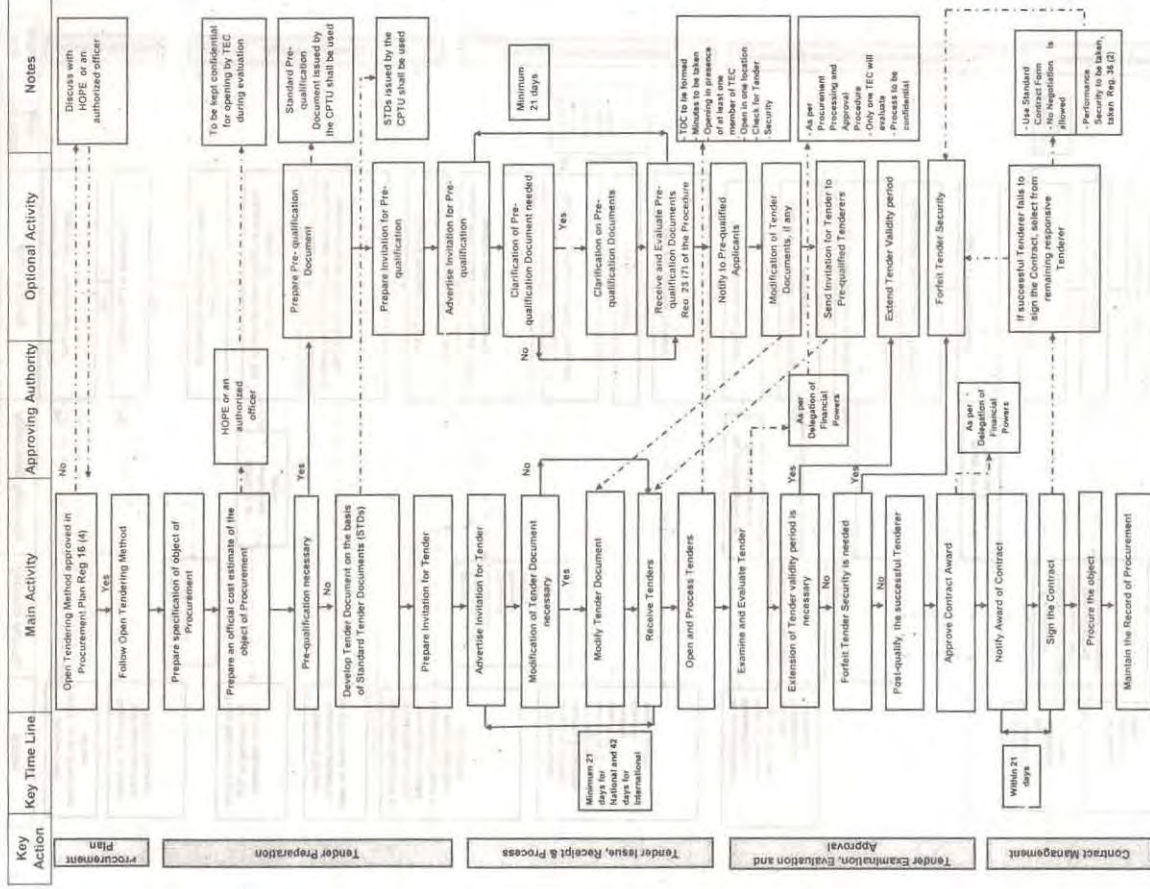 Key
Action
Key Time Line
Main Activity
Approving Authority
Optional Activity
Notes
Procurement
Plan
Tender Preparation
Tender Issue, Receipt & Process
Tender Examination, Evaluation and
Approval
Contract Management
Minimum 21
days for
National and 42
days for
International
Within 21
days
Open Tendering Method approved in
Procurement Plan Reg 16 (4)
No
Yes
Follow Open Tendering Method
Prepare specification of object of
Procurement
Prepare an official cost estimate of the
object of Procurement
Pre-qualification necessary
Yes
No
Develop Tender Document on the basis
of Standard Tender Documents (STDs)
Prepare Invitation for Tender
Advertise Invitation for Tender
Modification of Tender Document
necessary
No
Yes
Modify Tender Document
Receive Tenders
Open and Process Tenders
Examine and Evaluate Tender
Extension of Tender validity period is
necessary
Yes
No
Forfeit Tender Security is needed
Yes
No
Post-qualify, the successful Tenderer
Approve Contract Award
Notify Award of Contract
Sign the Contract
Procure the object
Maintain the Record of Procurement
HOPE or an
authorized
officer
As per
Delegation of
Financial
Powers
As per
Delegation of
Financial
Powers
Prepare Pre- qualification
Document
Prepare Invitation for Pre-
qualification
Advertise Invitation for Pre-
qualification
Clarification of Pre-
qualification Document needed
No
Yes
Clarification on Pre-
qualification Documents
Receive and Evaluate Pre-
qualification Documents
Reg 23 (7) of the Procedure
Notify to Pre-qualified
Applicants
Modification of Tender
Documents, if any
Send Invitation for Tender to
Pre-qualified Tenderers
Extend Tender Validity period
Forfeit Tender Security
If successful Tenderer fails to
sign the Contract, select from
remaining responsive
Tenderer
Discuss with
HOPE or an
authorized officer
To be kept confidential
for opening by TEC
during evaluation
Standard Pre-
qualification
Document issued by
the CPTU shall be used
STDs issued by the
CPTU shall be used
Minimum
21 days
- TOC to be formed
- Minutes to be taken
- Opening in presence
of at least one
member of TEC
- Open in one location
- Check for Tender
- Security
- As per
Procurement
Processing and
Approval
Procedure
- Only one TEC will
evaluate
- Process to be
confidential
- Use Standard
Contract Form
- No Negotiation is
allowed
- Performance
Security to be taken,
taken Reg. 36 (2)